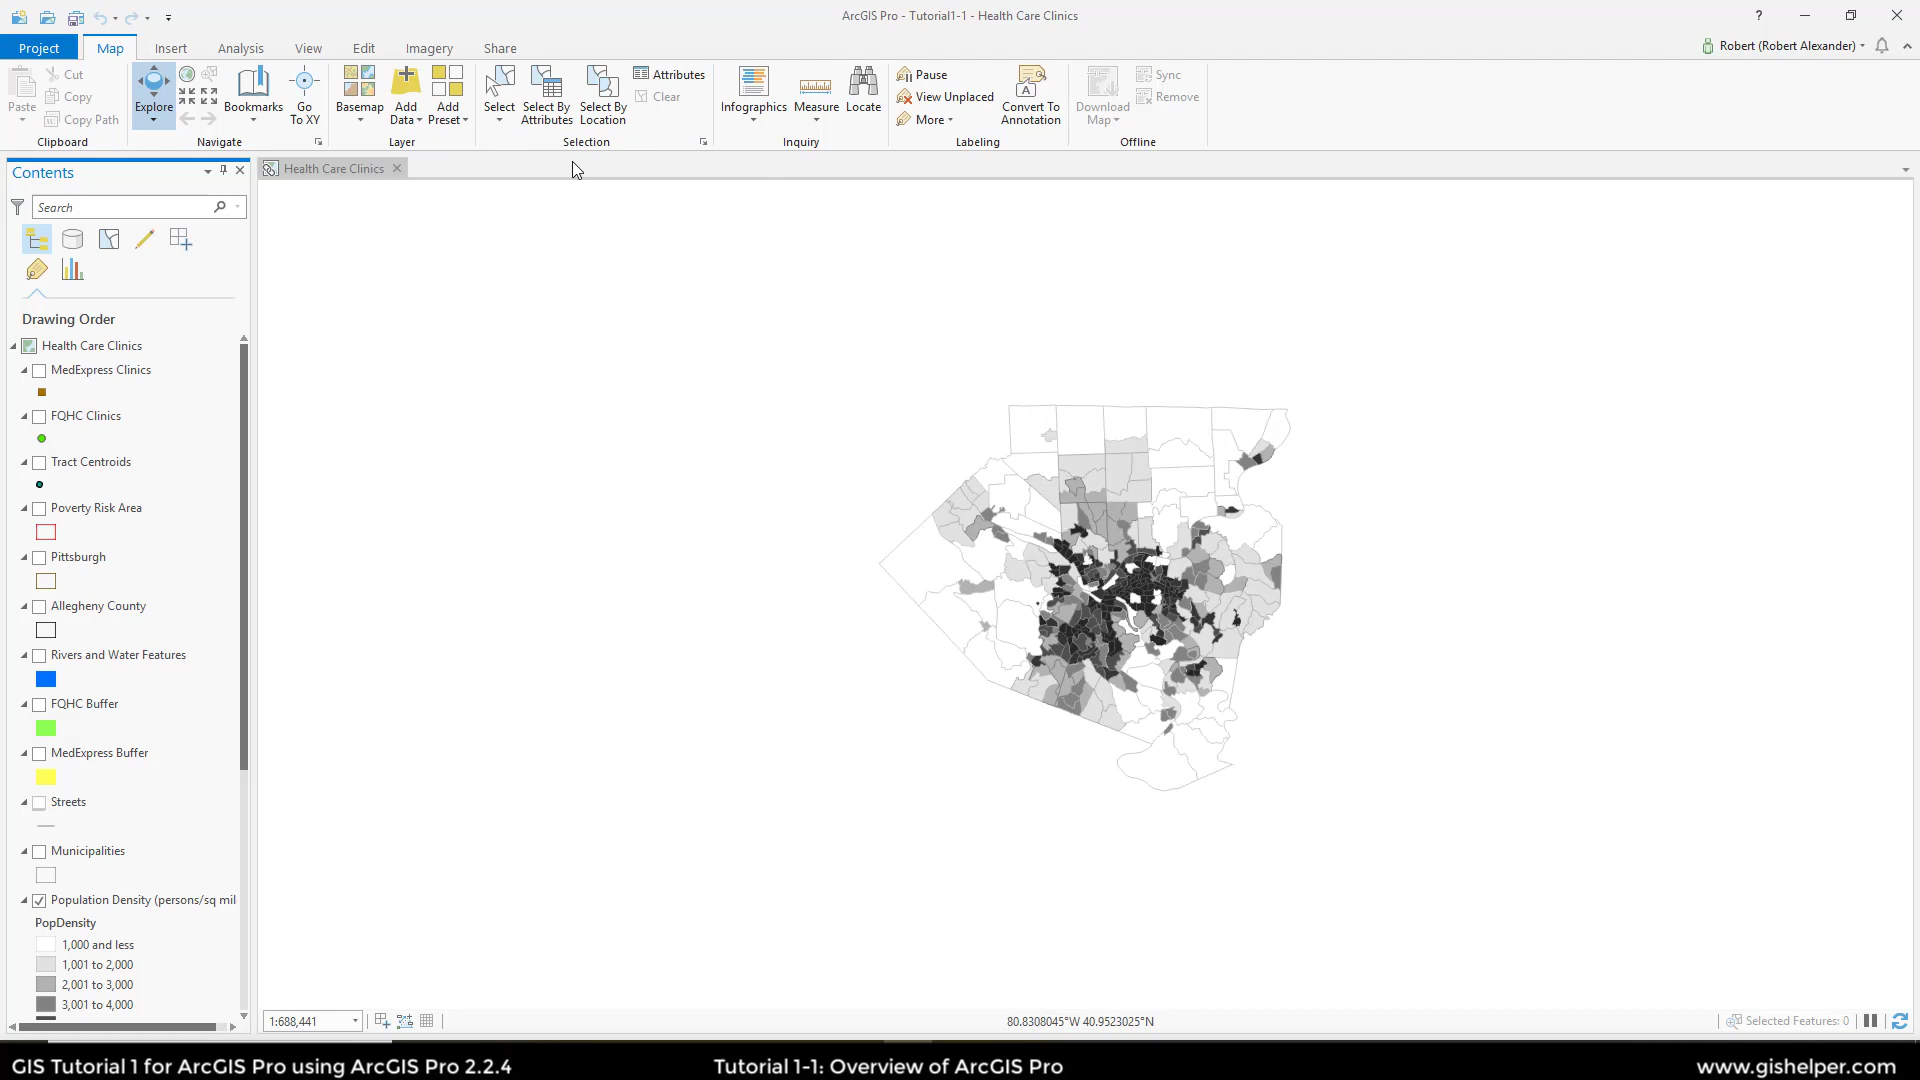 ArcGIS Pro - Tutorial1-1 - Health Care Clinics
?
Project Map Insert Analysis View Edit Imagery Share
Robert (Robert Alexander)
Paste
Cut
Copy
Copy Path
Clipboard
Explore
Bookmarks
Go
To XY
Navigate
Basemap
Add
Data
Add
Preset
Layer
Select
Select By
Attributes
Select By
Location
Attributes
Clear
Selection
Infographics
Measure
Locate
Inquiry
Pause
View Unplaced
More
Convert To
Annotation
Labeling
Download
Map
Sync
Remove
Offline
Contents
Health Care Clinics
Search
Drawing Order
Health Care Clinics
MedExpress Clinics
FQHC Clinics
Tract Centroids
Poverty Risk Area
Pittsburgh
Allegheny County
Rivers and Water Features
FQHC Buffer
MedExpress Buffer
Streets
Municipalities
Population Density (persons/sq mil
PopDensity
1,000 and less
1,001 to 2,000
2,001 to 3,000
3,001 to 4,000
1:688,441
80.8308045°W 40.9523025°N
Selected Features: 0
GIS Tutorial 1 for ArcGIS Pro using ArcGIS Pro 2.2.4
Tutorial 1-1: Overview of ArcGIS Pro
www.gishelper.com